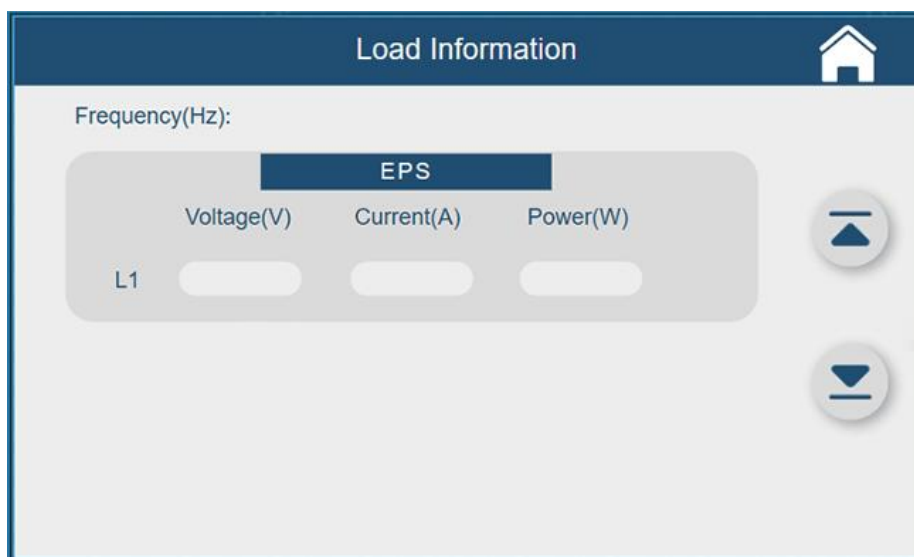 Load Information
Frequency(Hz):
EPS
Voltage(V) Current(A) Power(W)
L1